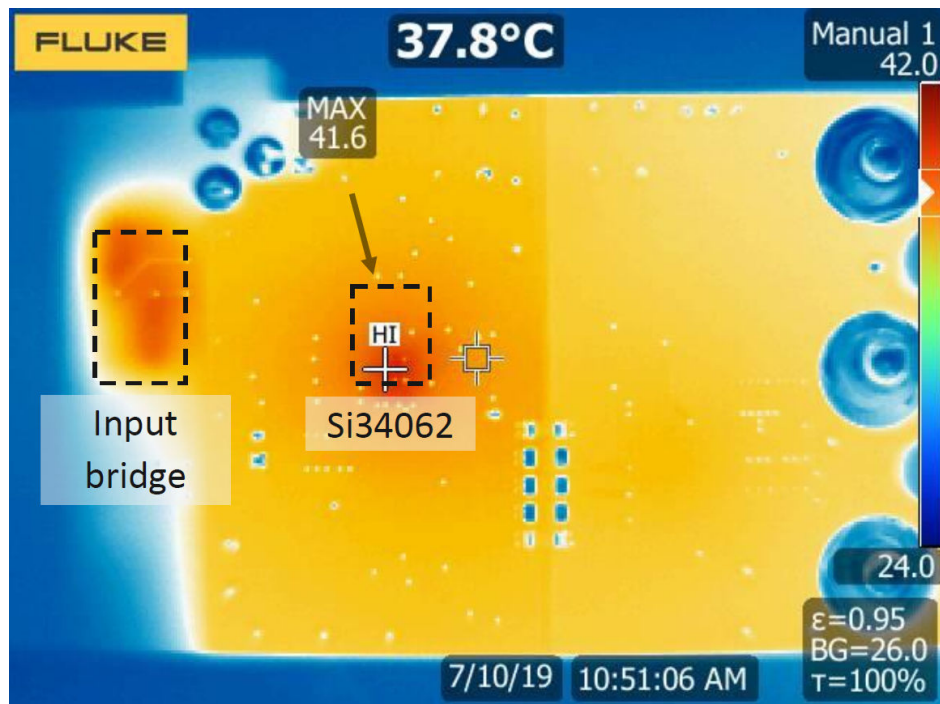 FLUKE
37.8°C
Manual 1
42.0
MAX
41.6
HI
Input
bridge
Si34062
24.0
ε=0.95
BG=26.0
τ=100%
7/10/19
10:51:06 AM